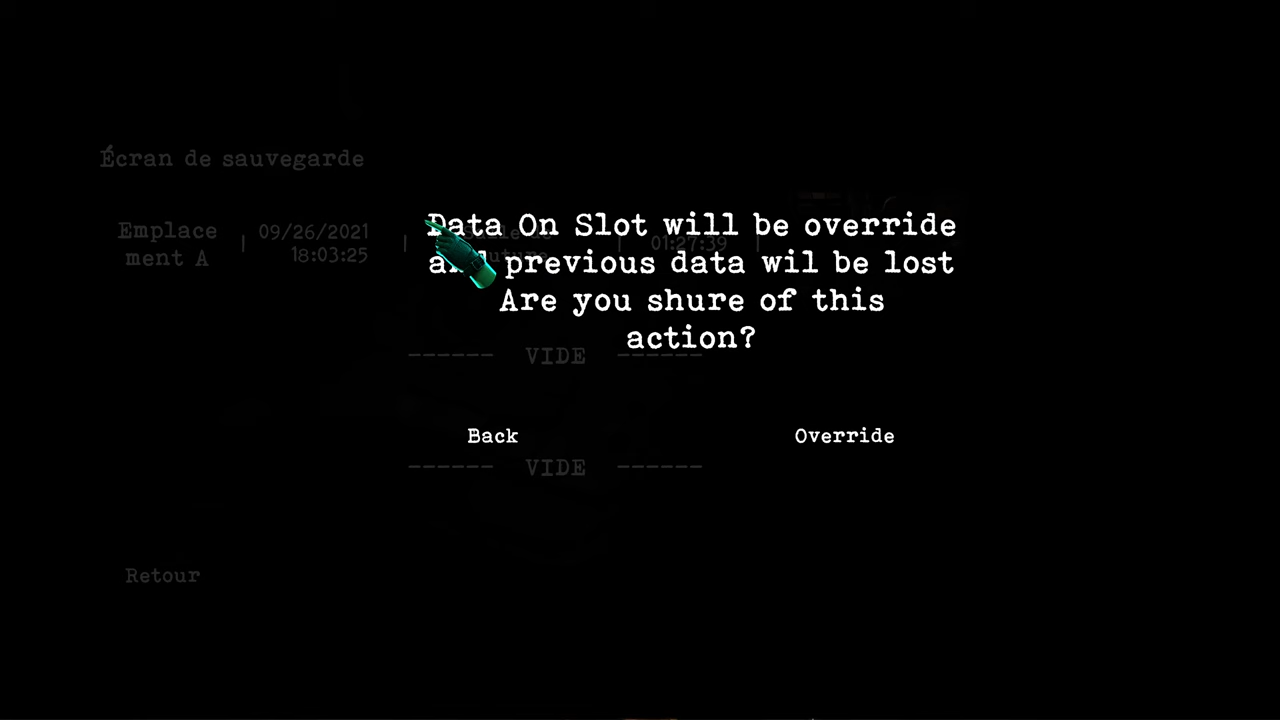 Écran de sauvegarde
Data On Slot will be override
and previous data wil be lost
Are you shure of this
action?
Emplace
ment A
09/26/2021
18:03:25
01:27:39
------ VIDE ------
Back
Override
------ VIDE ------
Retour